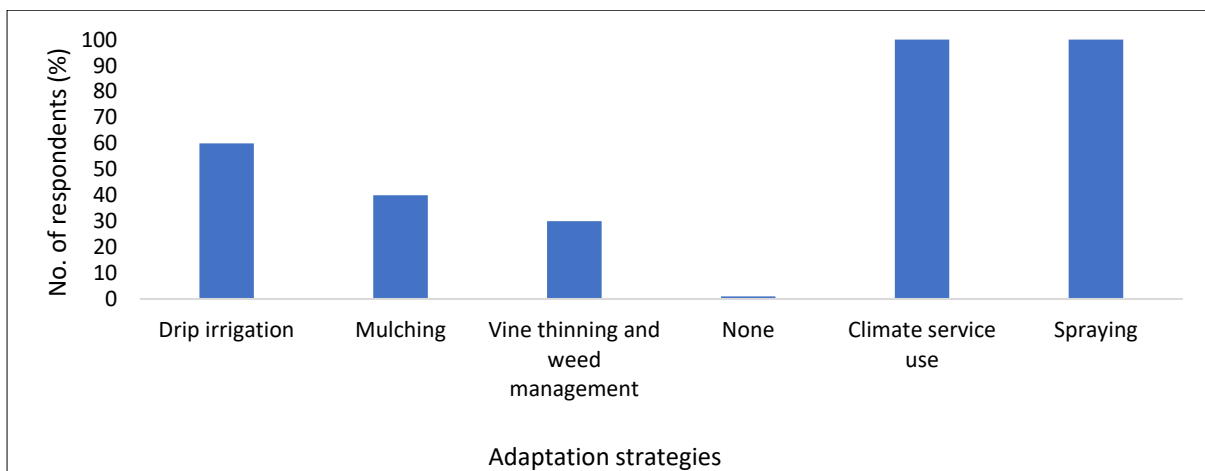 No. of respondents (%)
100
90
80
70
60
50
40
30
20
10
0
Drip irrigation
Mulching
Vine thinning and
weed
management
None
Climate service
use
Spraying
Adaptation strategies